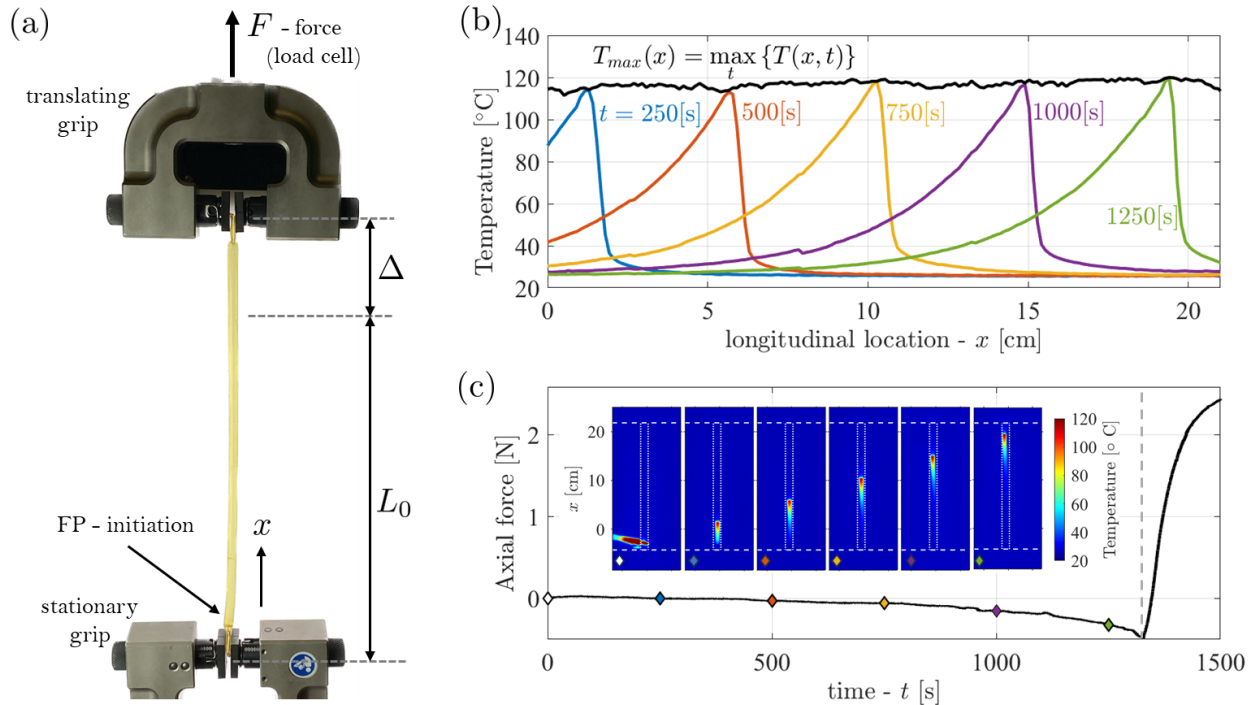 (a)
F - force
(load cell)
translating
grip
Δ
L₀
FP - initiation
x
stationary
grip
(b)
140
120
100
80
60
40
20
Temperature [°C]
T_max(x) = max_t {T(x,t)}
t = 250[s]
500[s]
750[s]
1000[s]
1250[s]
0
5
10
15
20
longitudinal location - x [cm]
(c)
Axial force [N]
2
1
0
20
10
0
x [cm]
120
100
80
60
40
20
Temperature [∘ C]
0
500
1000
1500
time - t [s]